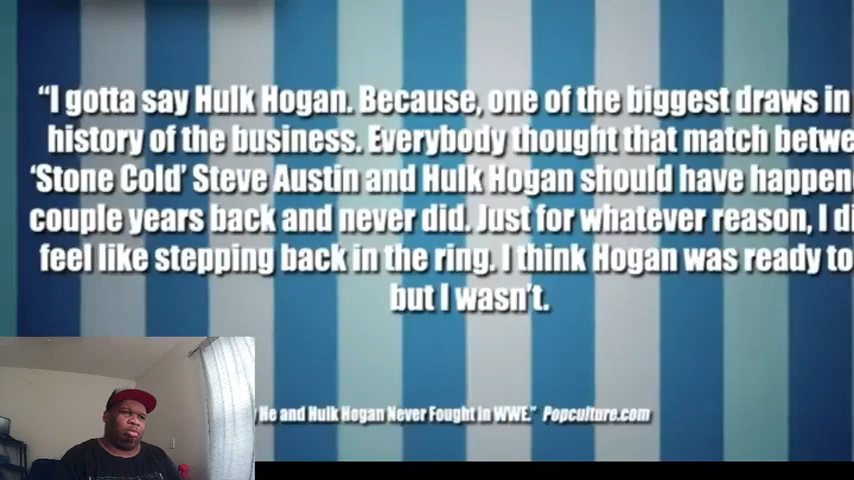 “I gotta say Hulk Hogan. Because, one of the biggest draws in
history of the business. Everybody thought that match
‘Stone Cold’ Steve Austin and Hulk Hogan should have
couple years back and never did. Just for whatever reason, I
feel like stepping back in the ring. I think Hogan was ready to
but I wasn’t.
He and Hulk Hogan Never Fought in WWE.” Popculture.com